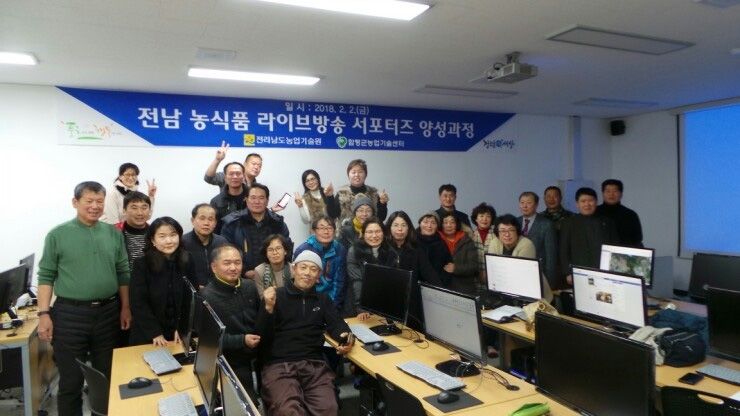 일 시 : 2018. 2. 2.(금)
전남 농식품 라이브방송 서포터즈 양성과정
전라남도농업기술원 함평군농업기술센터